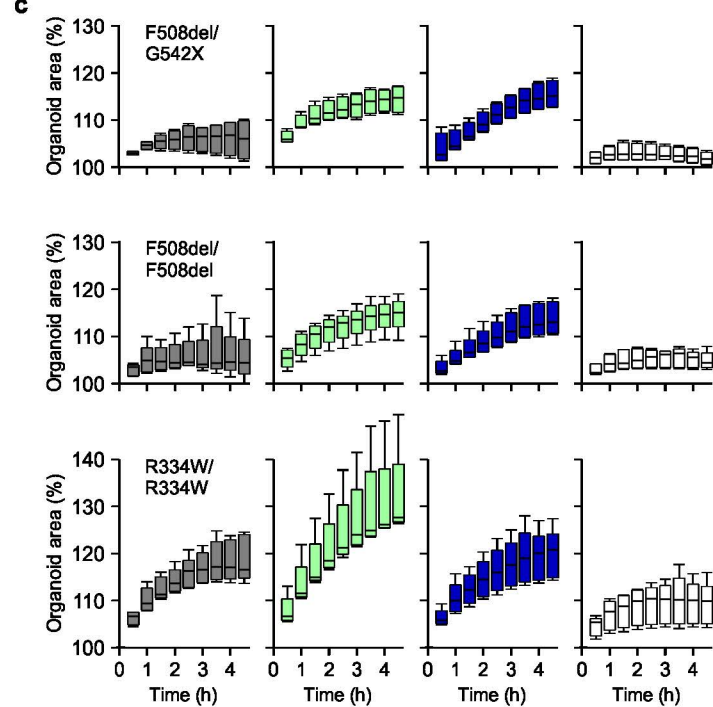 c
Organoid area (%)
130
120
110
100
F508del/
G542X
Organoid area (%)
130
120
110
100
F508del/
F508del
Organoid area (%)
140
130
120
110
100
R334W/
R334W
0 1 2 3 4
0 1 2 3 4
0 1 2 3 4
0 1 2 3 4
Time (h)
Time (h)
Time (h)
Time (h)